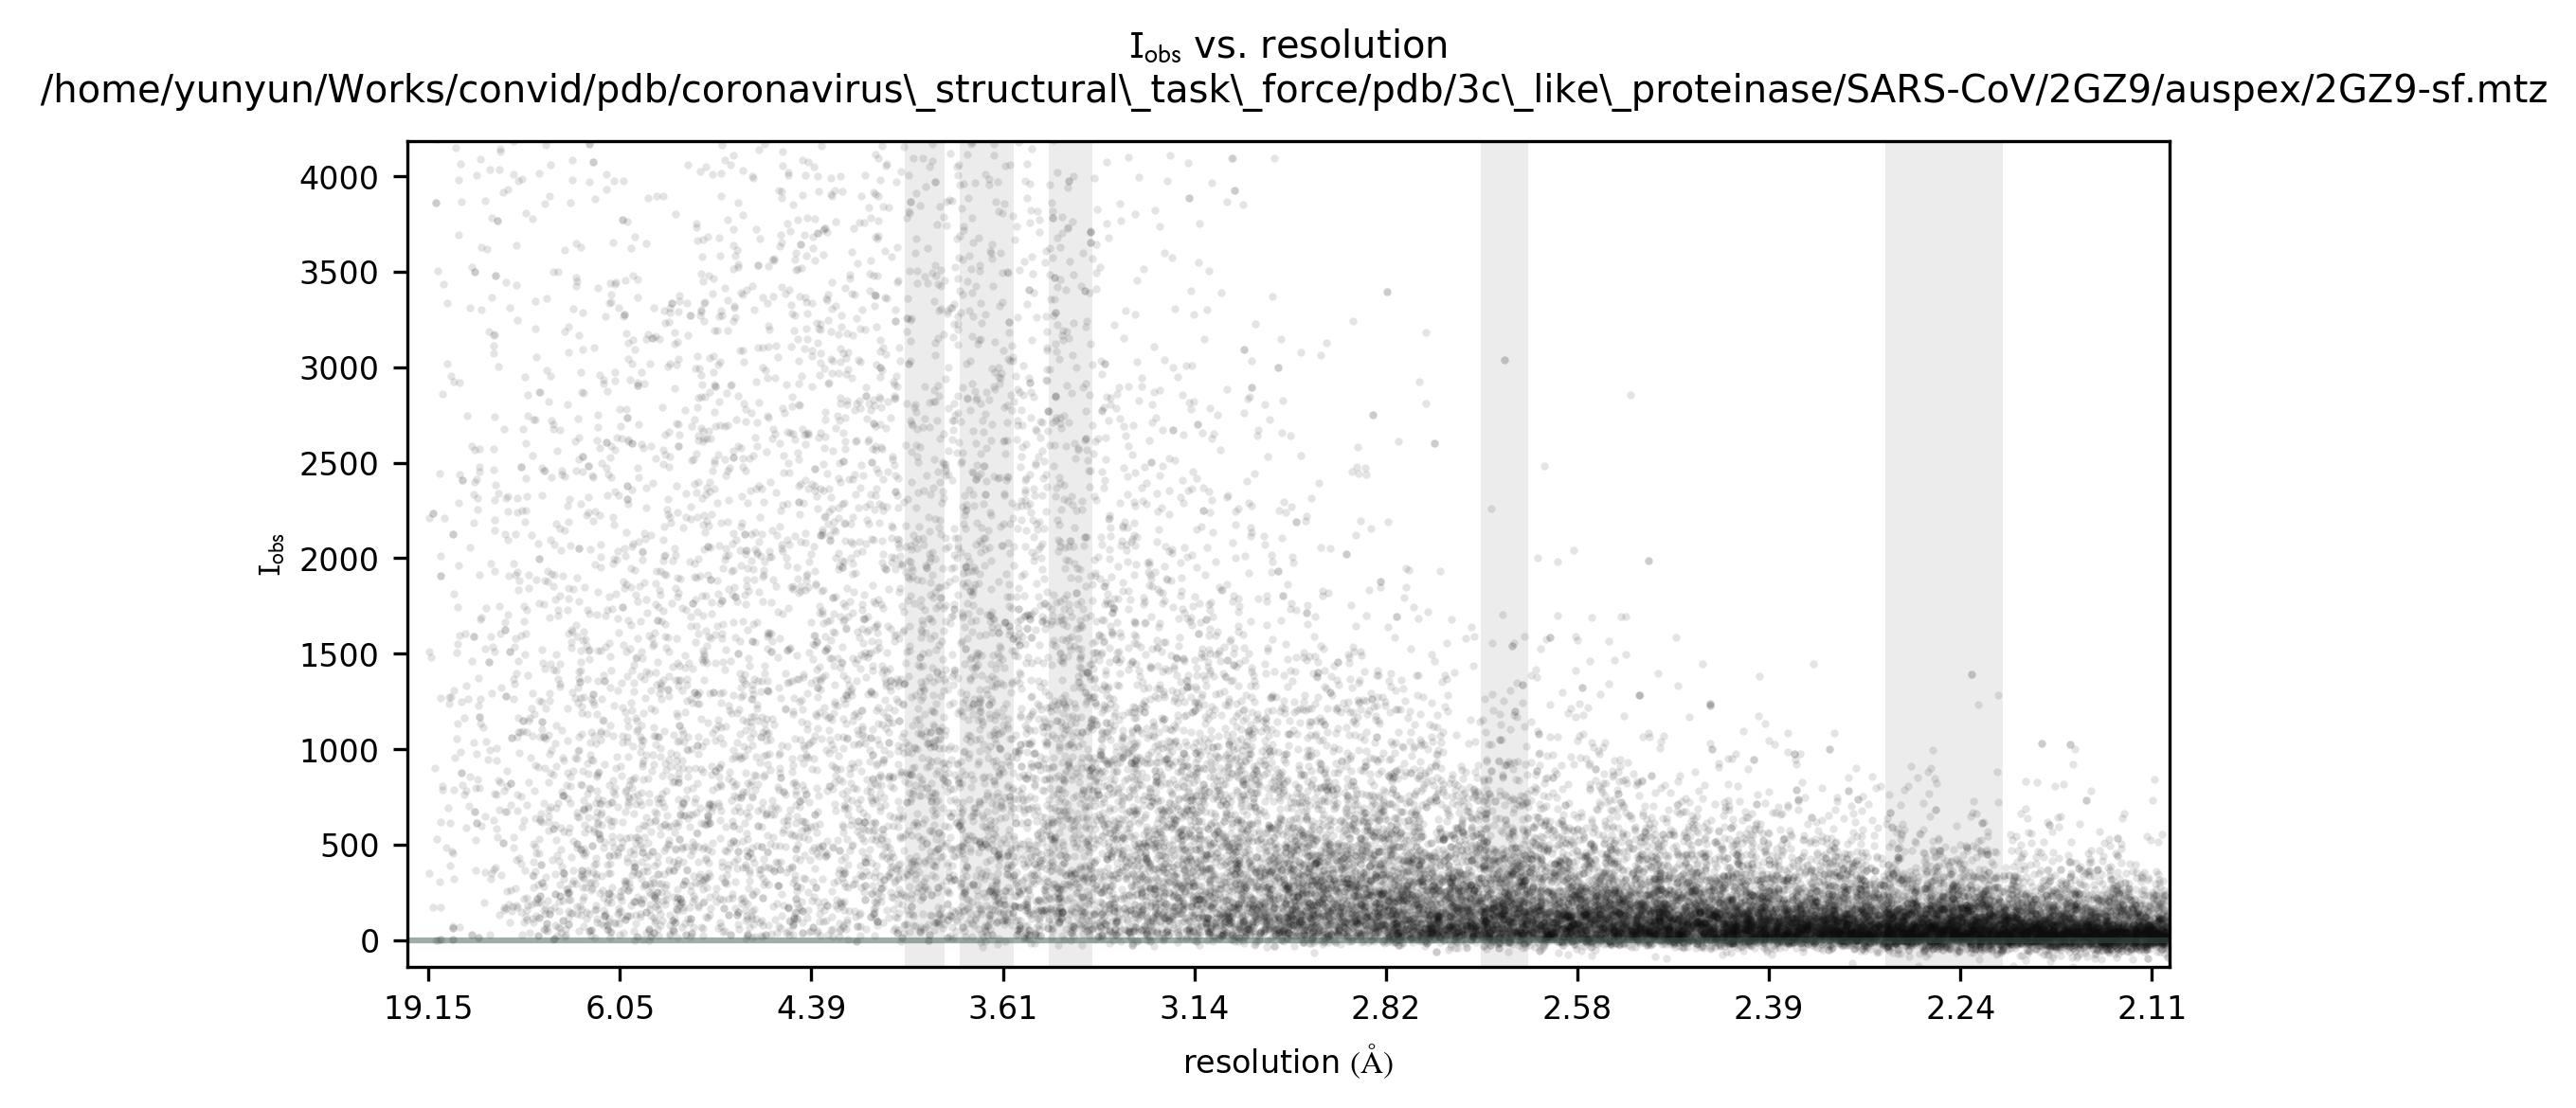 I_obs vs. resolution
/home/yunyun/Works/convid/pdb/coronavirus\_structural\_task\_force/pdb/3c\_like\_proteinase/SARS-CoV/2GZ9/auspex/2GZ9-sf.mtz
I_obs
4000
3500
3000
2500
2000
1500
1000
500
0
19.15 6.05 4.39 3.61 3.14 2.82 2.58 2.39 2.24 2.11
resolution (Å)